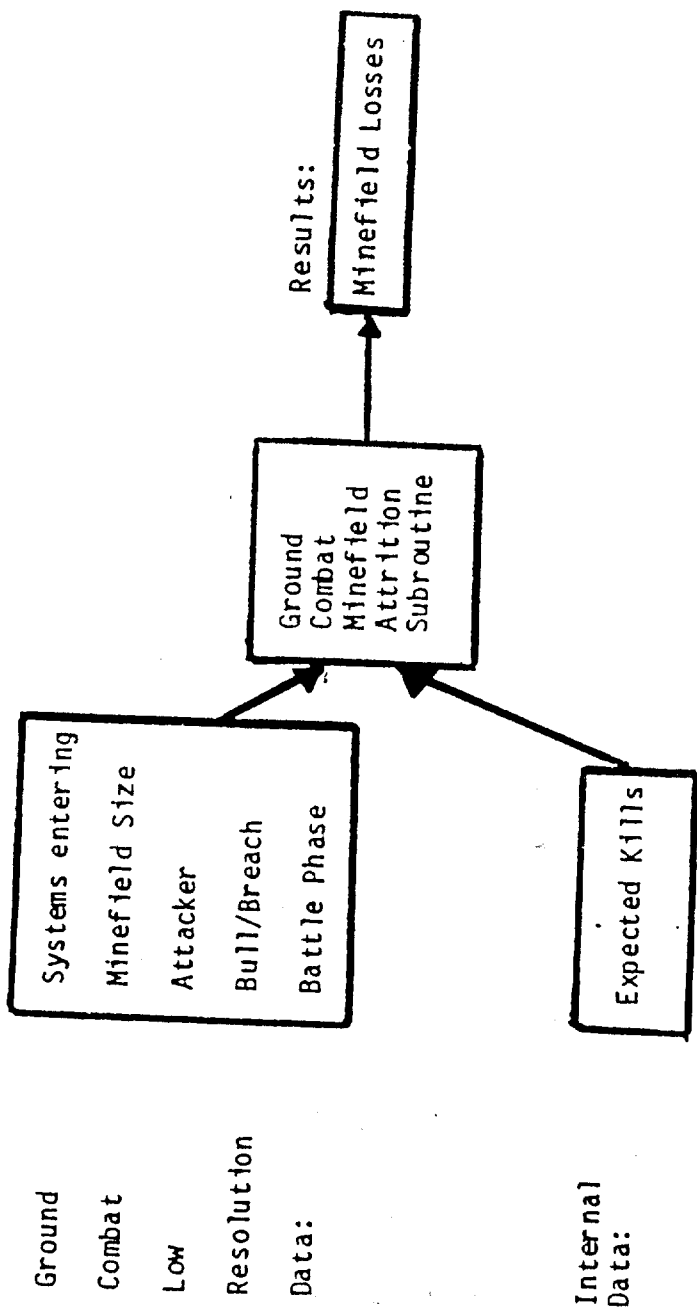 Ground
Combat
Low
Resolution
Data:
Systems entering
Minefield Size
Attacker
Bull/Breach
Battle Phase
Internal
Data:
Expected Kills
Ground
Combat
Minefield
Attrition
Subroutine
Results:
Minefield Losses